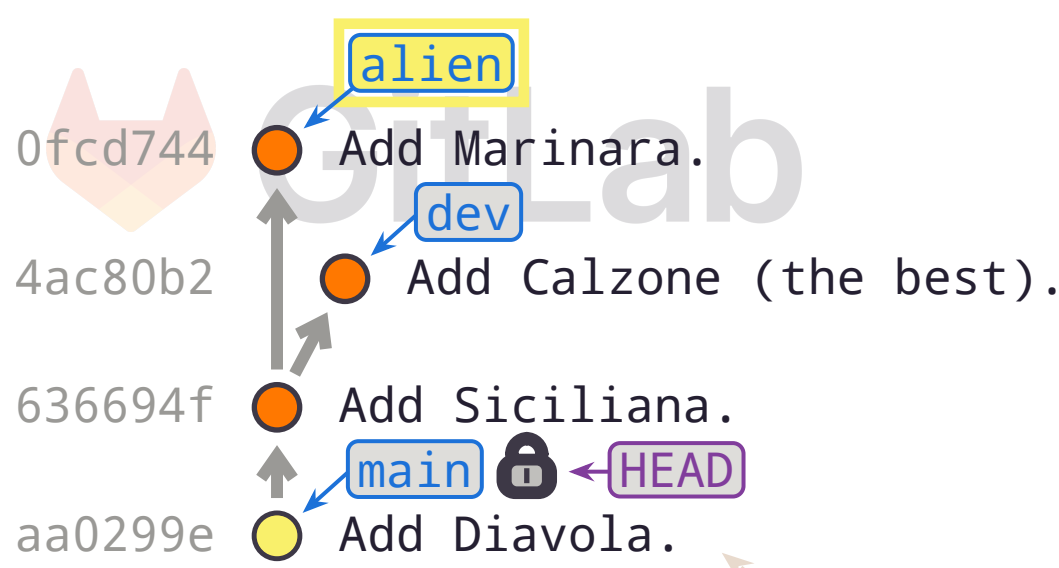 alien
GitLab
0fcd744 Add Marinara.
dev
4ac80b2 Add Calzone (the best).
636694f Add Siciliana.
main HEAD
aa0299e Add Diavola.